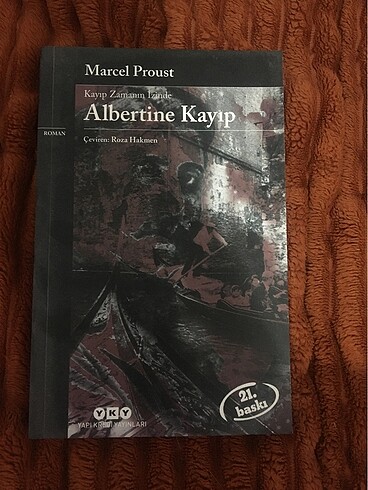 Marcel Proust
Kayıp Zamanın İzinde
Albertine Kayıp
ROMAN
Çeviren: Roza Hakmen
21.
baskı
YKY
YAPI KREDİ YAYINLARI